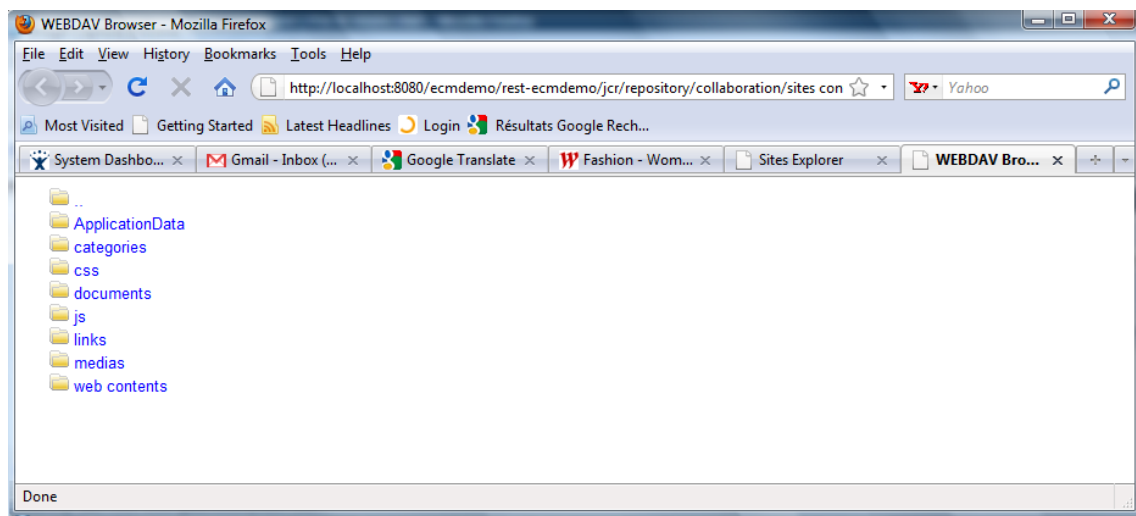 WEBDAV Browser - Mozilla Firefox
File Edit View History Bookmarks Tools Help
http://localhost:8080/ecmdemo/rest-ecmdemo/jcr/repository/collaboration/sites con
Yahoo
Most Visited Getting Started Latest Headlines Login Résultats Google Rech...
System Dashbo... Gmail - Inbox (... Google Translate Fashion - Wom... Sites Explorer WEBDAV Bro...
..
ApplicationData
categories
css
documents
js
links
medias
web contents
Done